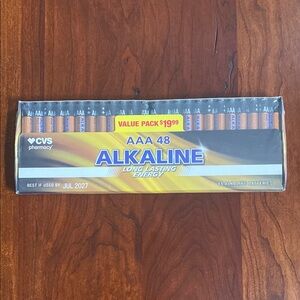 VALUE PACK $19.99
♥CVS
pharmacy
AAA 48
ALKALINE
LONG LASTING
ENERGY
BEST IF USED BY: JUL 2027